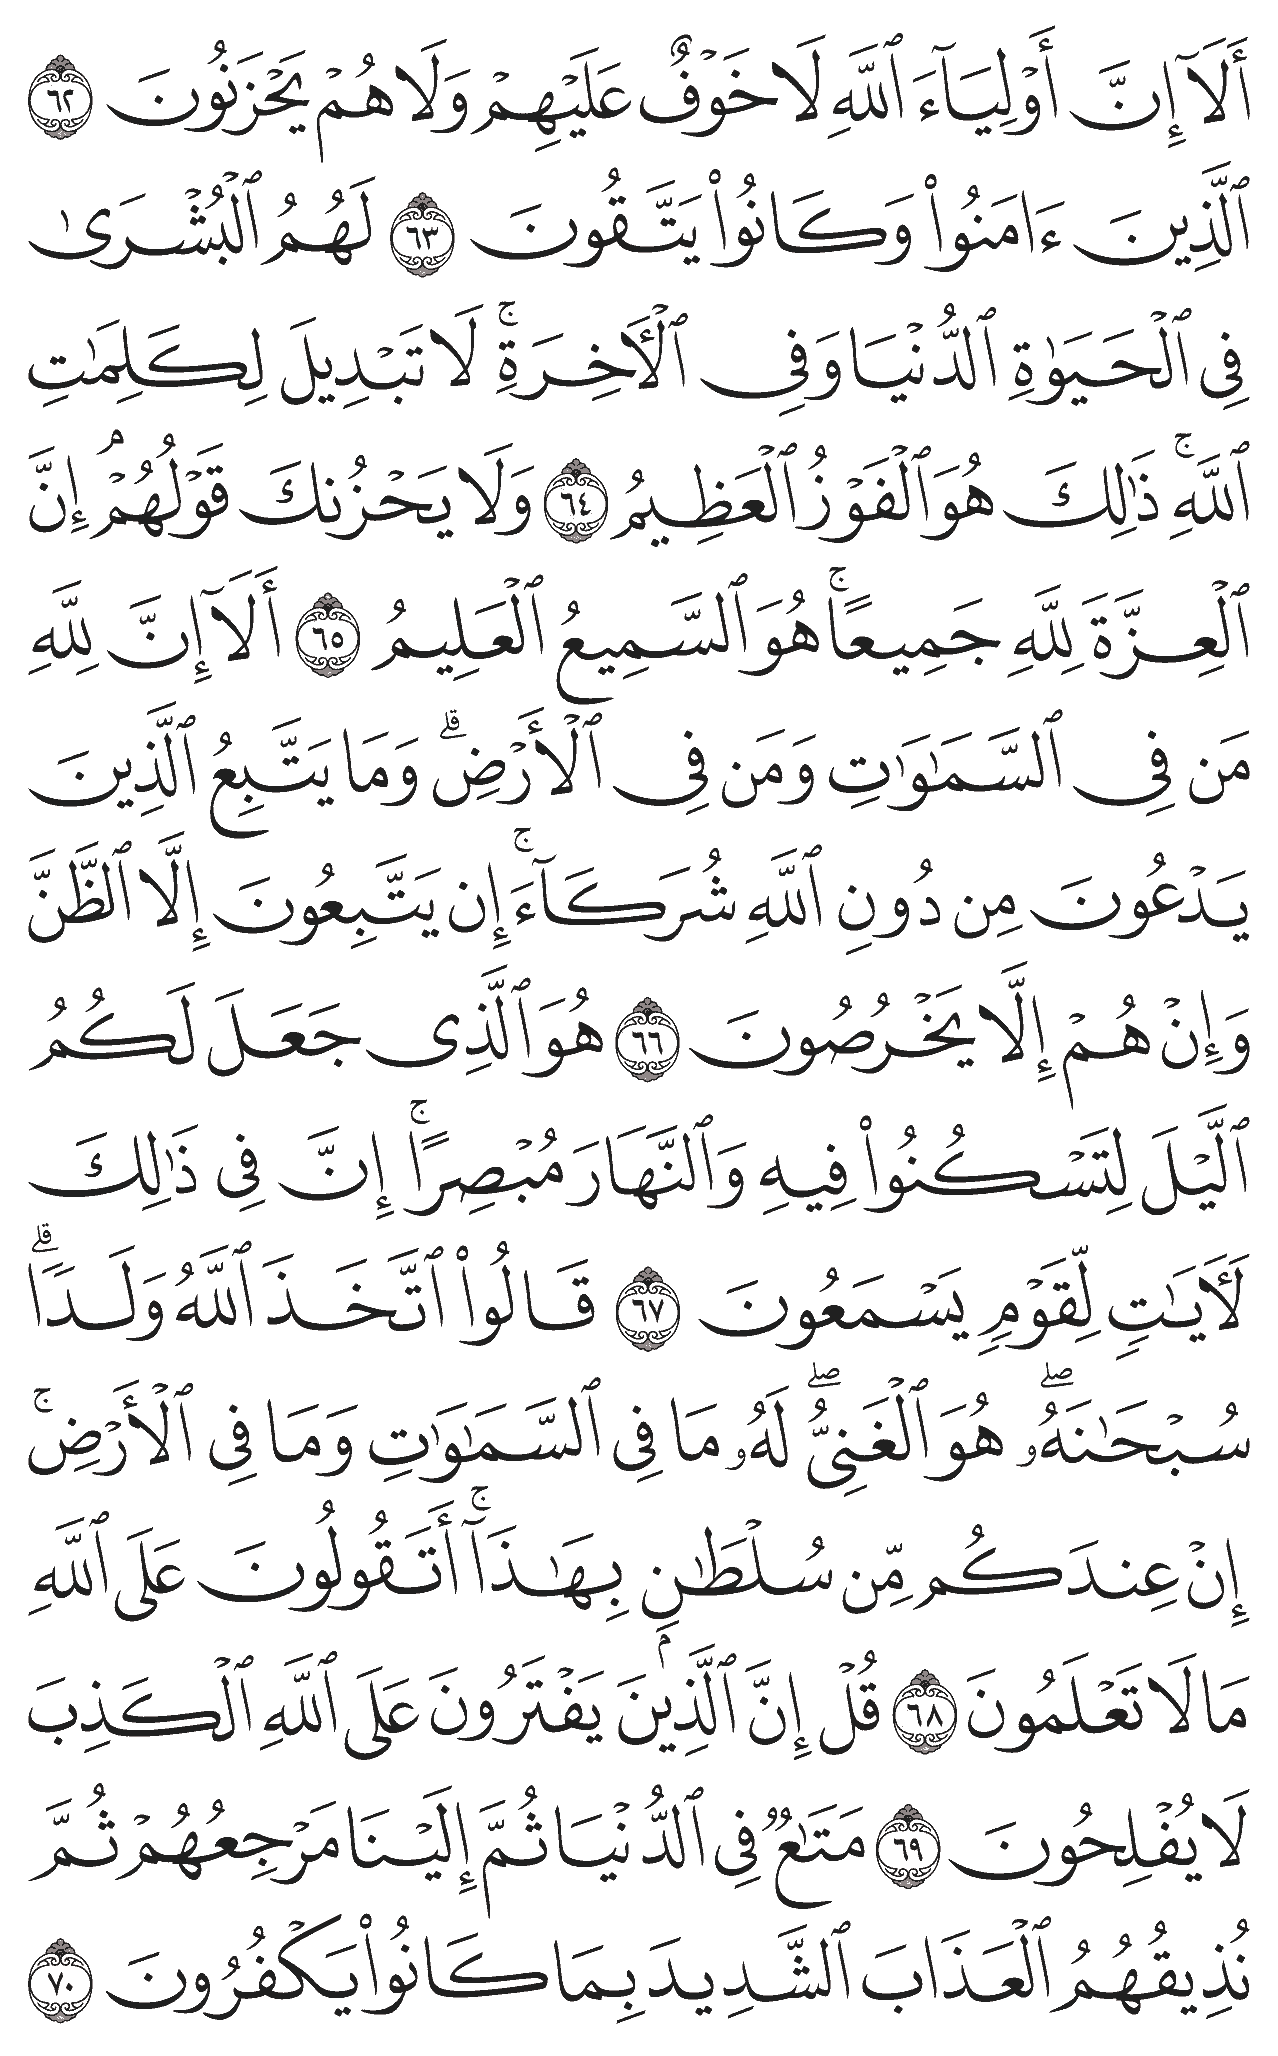 أَلَآ إِنَّ أَوْلِيَآءَ ٱللَّهِ لَا خَوْفٌ عَلَيْهِمْ وَلَا هُمْ يَحْزَنُونَ ٦٢
ٱلَّذِينَ ءَامَنُوا۟ وَكَانُوا۟ يَتَّقُونَ ٦٣ لَهُمُ ٱلْبُشْرَىٰ
فِى ٱلْحَيَوٰةِ ٱلدُّنْيَا وَفِى ٱلْـَٔاخِرَةِ ۚ لَا تَبْدِيلَ لِكَلِمَٰتِ
ٱللَّهِ ۚ ذَٰلِكَ هُوَ ٱلْفَوْزُ ٱلْعَظِيمُ ٦٤ وَلَا يَحْزُنكَ قَوْلُهُمْ ۘ إِنَّ
ٱلْعِزَّةَ لِلَّهِ جَمِيعًا ۚ هُوَ ٱلسَّمِيعُ ٱلْعَلِيمُ ٦٥ أَلَآ إِنَّ لِلَّهِ
مَن فِى ٱلسَّمَٰوَٰتِ وَمَن فِى ٱلْأَرْضِ ۗ وَمَا يَتَّبِعُ ٱلَّذِينَ
يَدْعُونَ مِن دُونِ ٱللَّهِ شُرَكَآءَ ۚ إِن يَتَّبِعُونَ إِلَّا ٱلظَّنَّ
وَإِنْ هُمْ إِلَّا يَخْرُصُونَ ٦٦ هُوَ ٱلَّذِى جَعَلَ لَكُمُ
ٱلَّيْلَ لِتَسْكُنُوا۟ فِيهِ وَٱلنَّهَارَ مُبْصِرًا ۚ إِنَّ فِى ذَٰلِكَ
لَـَٔايَٰتٍ لِّقَوْمٍ يَسْمَعُونَ ٦٧ قَالُوا۟ ٱتَّخَذَ ٱللَّهُ وَلَدًا ۗ
سُبْحَٰنَهُۥ ۖ هُوَ ٱلْغَنِىُّ ۖ لَهُۥ مَا فِى ٱلسَّمَٰوَٰتِ وَمَا فِى ٱلْأَرْضِ ۚ
إِنْ عِندَكُم مِّن سُلْطَٰنٍۭ بِهَٰذَآ ۚ أَتَقُولُونَ عَلَى ٱللَّهِ
مَا لَا تَعْلَمُونَ ٦٨ قُلْ إِنَّ ٱلَّذِينَ يَفْتَرُونَ عَلَى ٱللَّهِ ٱلْكَذِبَ
لَا يُفْلِحُونَ ٦٩ مَتَٰعٌ فِى ٱلدُّنْيَا ثُمَّ إِلَيْنَا مَرْجِعُهُمْ ثُمَّ
نُذِيقُهُمُ ٱلْعَذَابَ ٱلشَّدِيدَ بِمَا كَانُوا۟ يَكْفُرُونَ ٧٠